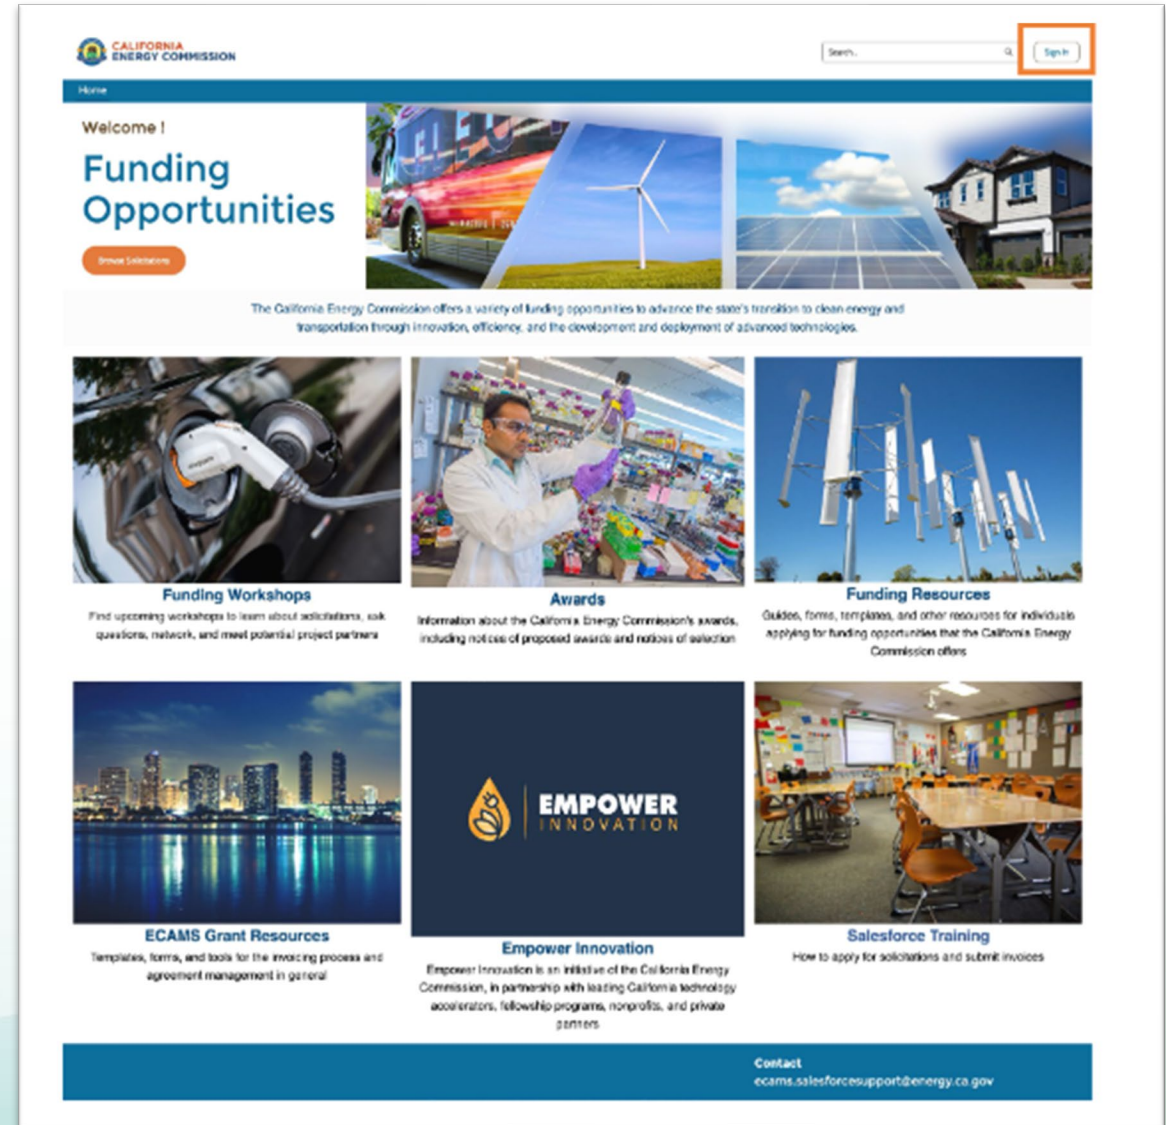 CALIFORNIA
ENERGY COMMISSION
Search...
Sign In
Home
Welcome !
Funding
Opportunities
Browse Solicitations
The California Energy Commission offers a variety of funding opportunities to advance the state's transition to clean energy and
transportation through innovation, efficiency, and the development and deployment of advanced technologies.
Funding Workshops
Find upcoming workshops to learn about solicitations, ask
questions, network, and meet potential project partners
Awards
Information about the California Energy Commission's awards,
including notices of proposed awards and notices of selection
Funding Resources
Guides, forms, templates, and other resources for individuals
applying for funding opportunities that the California Energy
Commission offers
EMPOWER
INNOVATION
ECAMS Grant Resources
Templates, forms, and tools for the invoicing process and
agreement management in general
Empower Innovation
Empower Innovation is an initiative of the California Energy
Commission, in partnership with leading California technology
accelerators, fellowship programs, nonprofits, and private
partners
Salesforce Training
How to apply for solicitations and submit invoices
Contact
ecams.salesforcesupport@energy.ca.gov